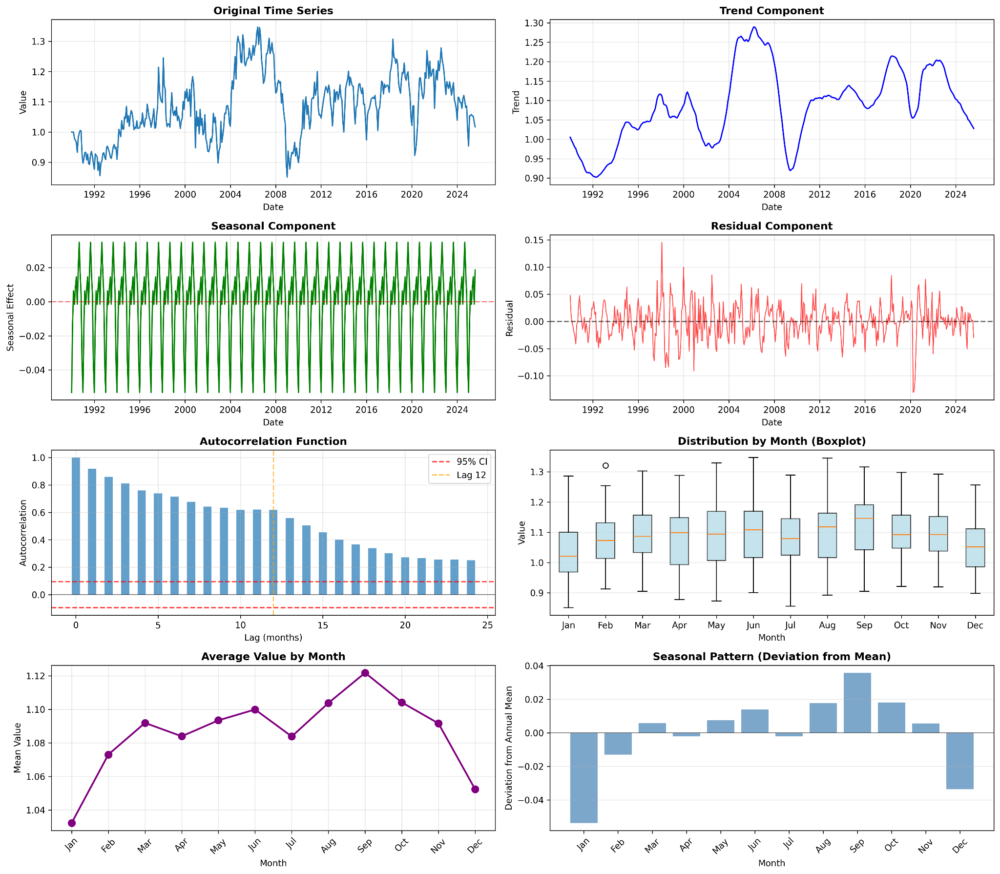 Original Time Series
Value
1.3
1.2
1.1
1.0
0.9
1992 1996 2000 2004 2008 2012 2016 2020 2024
Date
Trend Component
Trend
1.30
1.25
1.20
1.15
1.10
1.05
1.00
0.95
0.90
1992 1996 2000 2004 2008 2012 2016 2020 2024
Date
Seasonal Component
Seasonal Effect
0.02
0.00
−0.02
−0.04
1992 1996 2000 2004 2008 2012 2016 2020 2024
Date
Residual Component
Residual
0.15
0.10
0.05
0.00
−0.05
−0.10
1992 1996 2000 2004 2008 2012 2016 2020 2024
Date
Autocorrelation Function
Autocorrelation
1.0
0.8
0.6
0.4
0.2
0.0
95% CI
Lag 12
0 5 10 15 20 25
Lag (months)
Distribution by Month (Boxplot)
Value
1.3
1.2
1.1
1.0
0.9
Jan Feb Mar Apr May Jun Jul Aug Sep Oct Nov Dec
Month
Average Value by Month
Mean Value
1.12
1.10
1.08
1.06
1.04
Jan Feb Mar Apr May Jun Jul Aug Sep Oct Nov Dec
Month
Seasonal Pattern (Deviation from Mean)
Deviation from Annual Mean
0.04
0.02
0.00
−0.02
−0.04
Jan Feb Mar Apr May Jun Jul Aug Sep Oct Nov Dec
Month